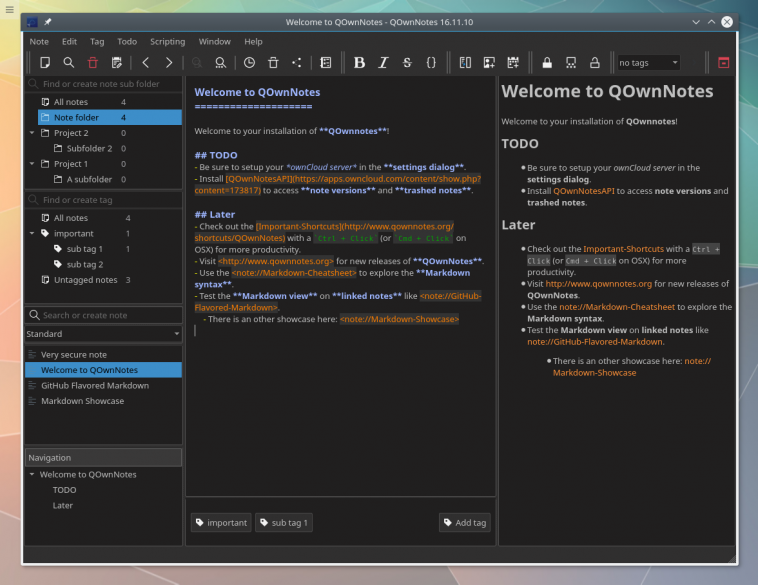 Welcome to QOwnNotes - QOwnNotes 16.11.10
Note Edit Tag Todo Scripting Window Help
B I S {} no tags
Find or create note sub folder
All notes 4
Note folder 4
Project 2 0
Subfolder 2 0
Project 1 0
A subfolder 0
Find or create tag
All notes 4
important 1
sub tag 1 1
sub tag 2
Untagged notes 3
Search or create note
Standard
Very secure note
Welcome to QOwnNotes
GitHub Flavored Markdown
Markdown Showcase
Navigation
Welcome to QOwnNotes
TODO
Later
Welcome to QOwnNotes
====================
Welcome to your installation of **QOwnnotes**!
## TODO
- Be sure to setup your *ownCloud server* in the **settings dialog**.
- Install [QOwnNotesAPI](https://apps.owncloud.com/content/show.php?
content=173817) to access **note versions** and **trashed notes**.
## Later
- Check out the [Important-Shortcuts](http://www.qownnotes.org/
shortcuts/QOwnNotes) with a `Ctrl + Click` (or `Cmd + Click` on
OSX) for more productivity.
- Visit <http://www.qownnotes.org> for new releases of **QOwnNotes**.
- Use the <note://Markdown-Cheatsheet> to explore the **Markdown
syntax**.
- Test the **Markdown view** on **linked notes** like <note://GitHub-
Flavored-Markdown>.
- There is an other showcase here: <note://Markdown-Showcase>
important sub tag 1 Add tag
Welcome to QOwnNotes
Welcome to your installation of QOwnnotes!
TODO
Be sure to setup your ownCloud server in the
settings dialog.
Install QOwnNotesAPI to access note versions and
trashed notes.
Later
Check out the Important-Shortcuts with a Ctrl +
Click (or Cmd + Click on OSX) for more
productivity.
Visit http://www.qownnotes.org for new releases of
QOwnNotes.
Use the note://Markdown-Cheatsheet to explore the
Markdown syntax.
Test the Markdown view on linked notes like
note://GitHub-Flavored-Markdown.
There is an other showcase here: note://
Markdown-Showcase